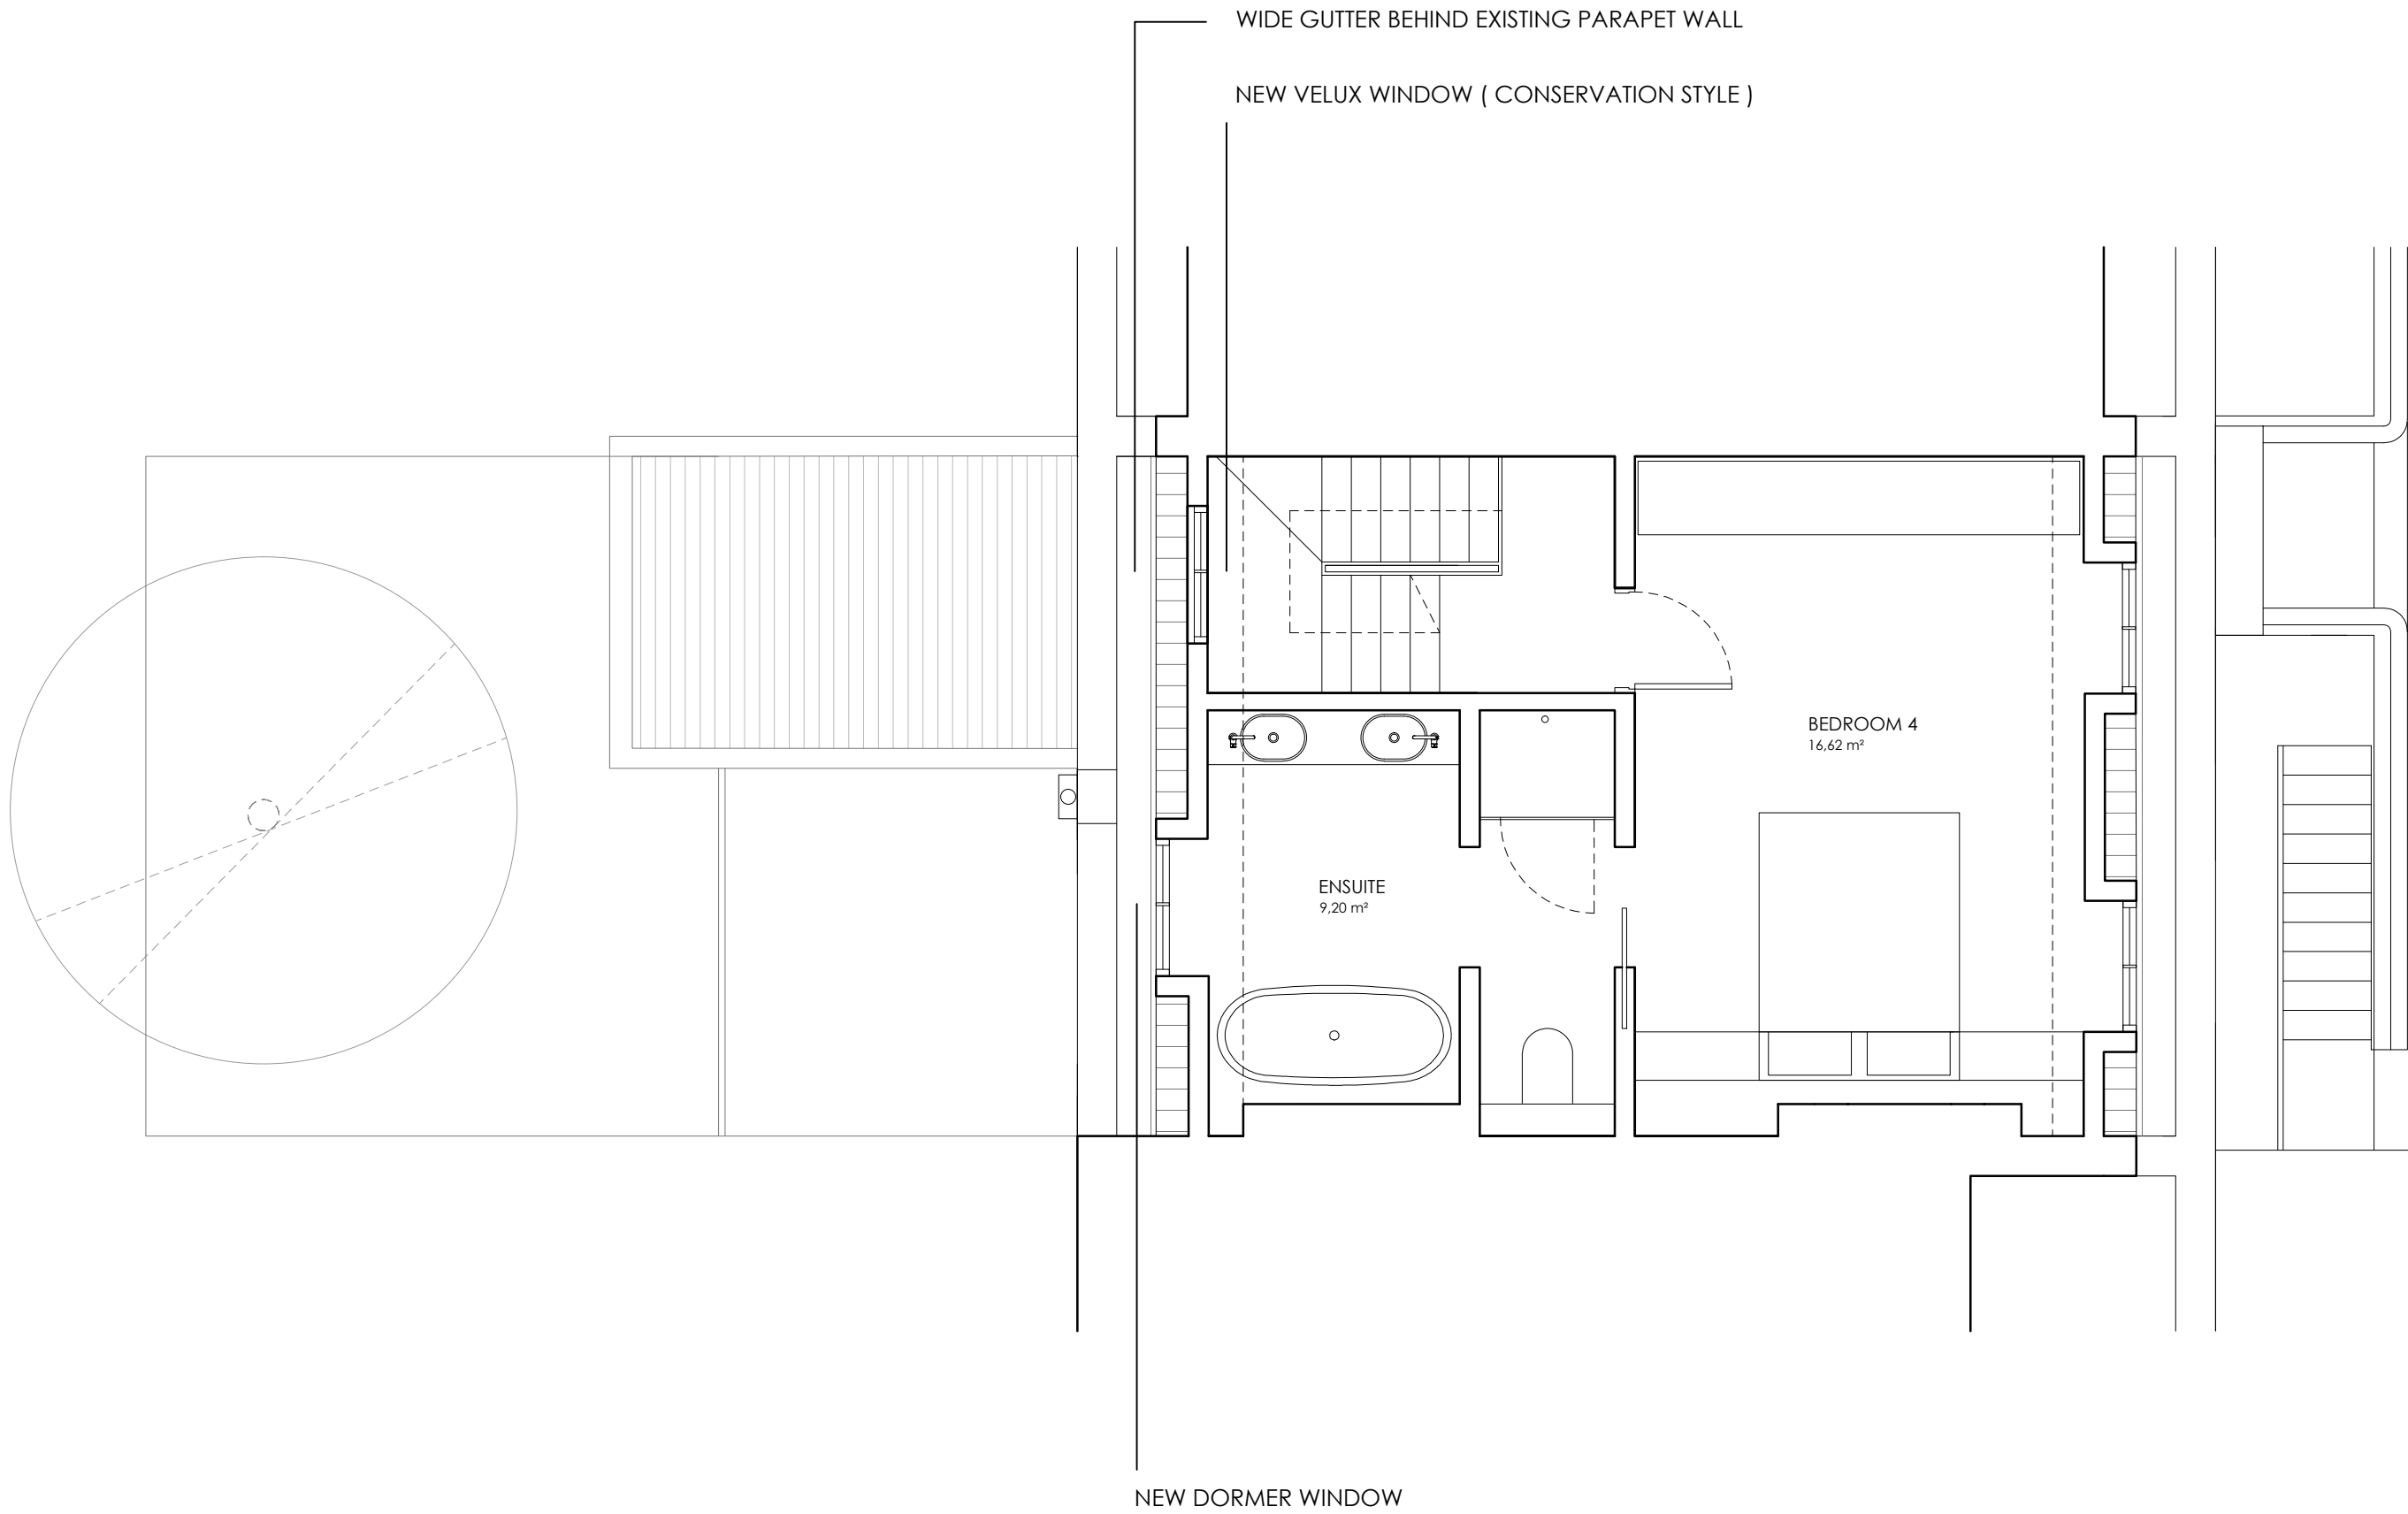 WIDE GUTTER BEHIND EXISTING PARAPET WALL
NEW VELUX WINDOW ( CONSERVATION STYLE )
BEDROOM 4
16,62 m²
ENSUITE
9,20 m²
NEW DORMER WINDOW